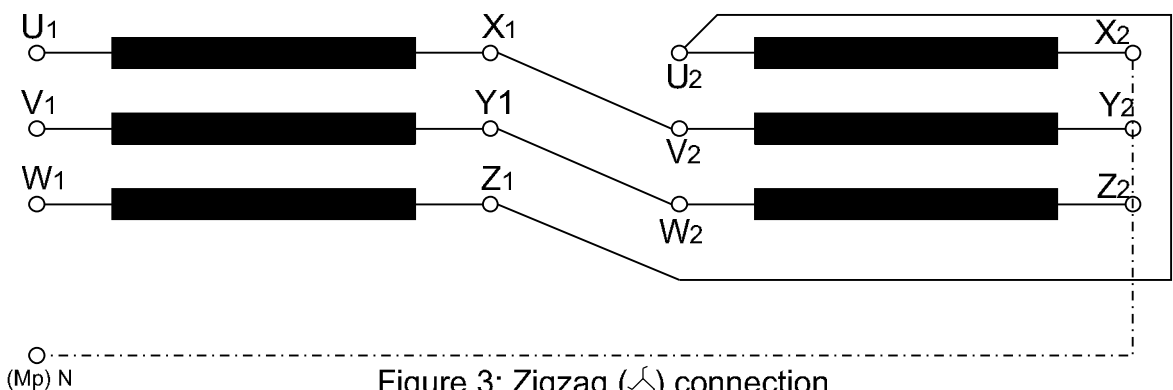 U1 X1 X2
U2
V1 Y1 Y2
V2
W1 Z1 Z2
W2
(Mp) N
Figure 3: Zigzag ( ) connection